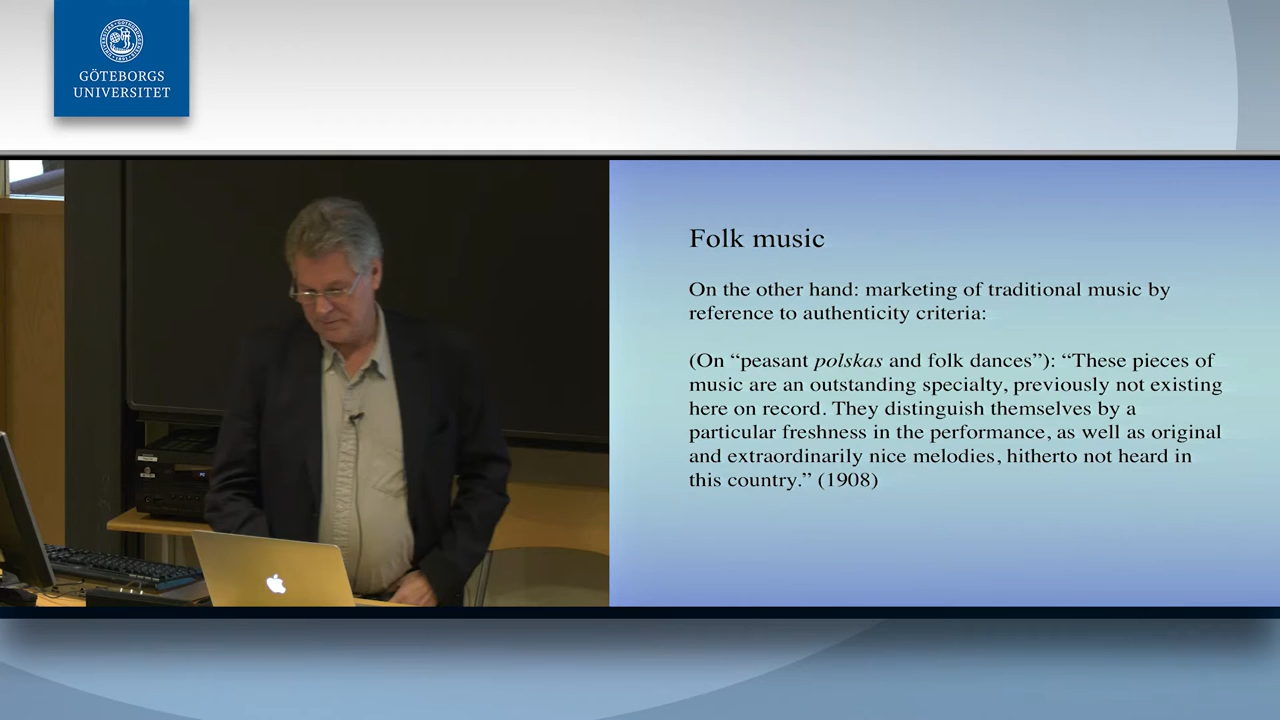 GÖTEBORGS
UNIVERSITET
Folk music
On the other hand: marketing of traditional music by
reference to authenticity criteria:
(On “peasant polskas and folk dances”): “These pieces of
music are an outstanding specialty, previously not existing
here on record. They distinguish themselves by a
particular freshness in the performance, as well as original
and extraordinarily nice melodies, hitherto not heard in
this country.” (1908)